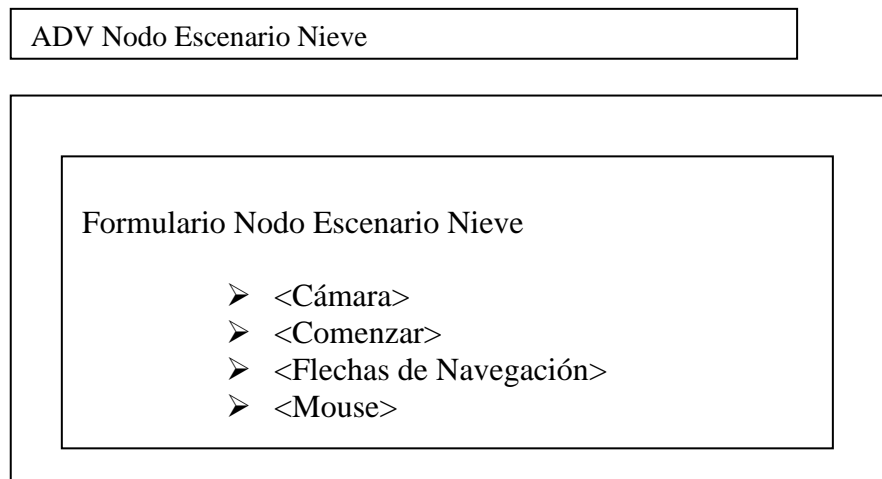 ADV Nodo Escenario Nieve
Formulario Nodo Escenario Nieve
➢ <Cámara>
➢ <Comenzar>
➢ <Flechas de Navegación>
➢ <Mouse>